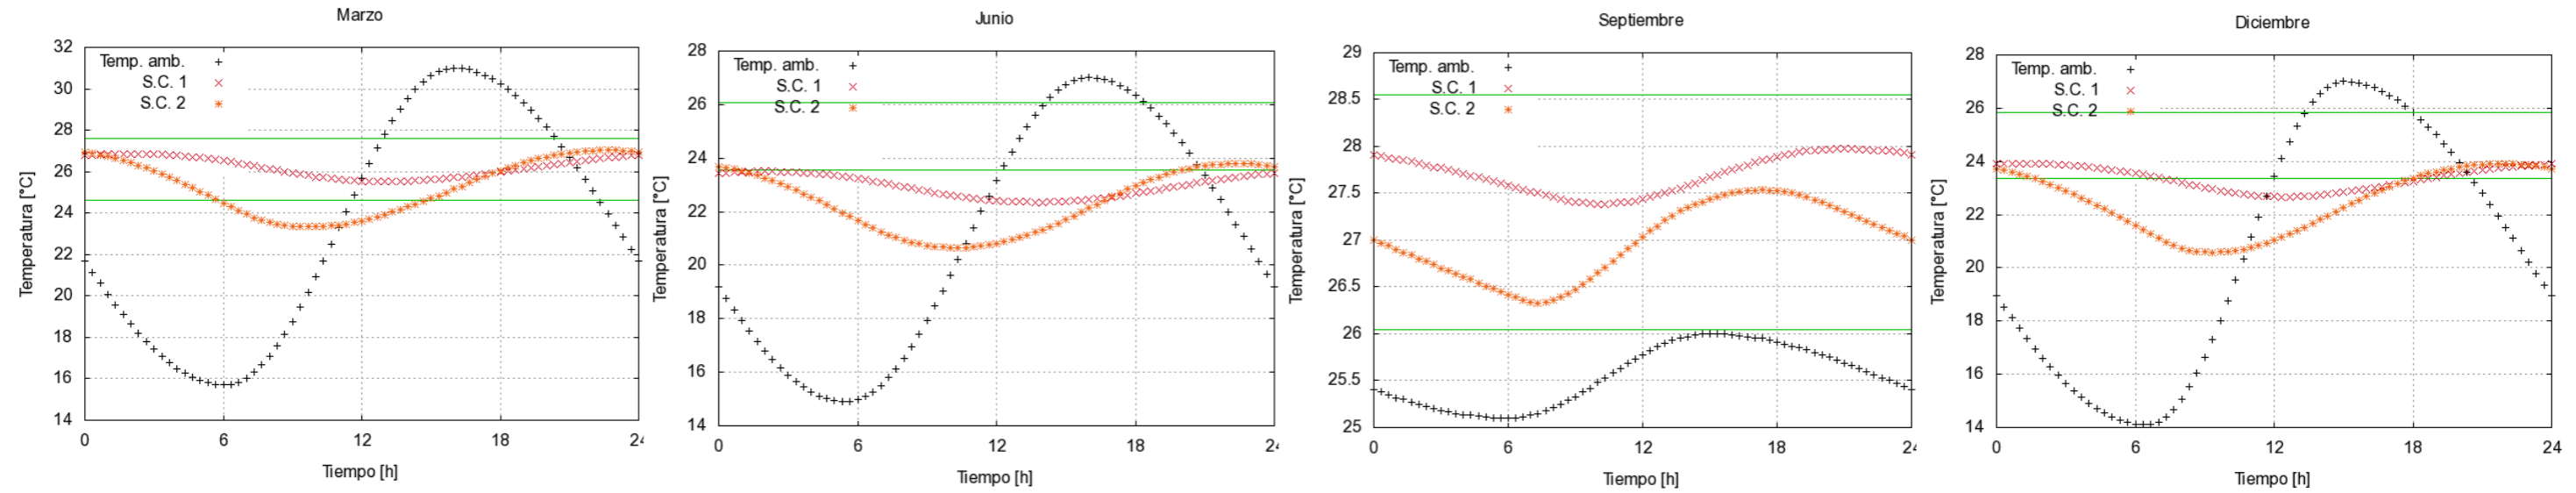 Marzo
Temperatura [°C]
32
30
28
26
24
22
20
18
16
14
Temp. amb.
S.C. 1
S.C. 2
0 6 12 18 24
Tiempo [h]
Junio
Temperatura [°C]
28
26
24
22
20
18
16
14
Temp. amb.
S.C. 1
S.C. 2
0 6 12 18 24
Tiempo [h]
Septiembre
Temperatura [°C]
29
28.5
28
27.5
27
26.5
26
25.5
25
Temp. amb.
S.C. 1
S.C. 2
0 6 12 18 24
Tiempo [h]
Diciembre
Temperatura [°C]
28
26
24
22
20
18
16
14
Temp. amb.
S.C. 1
S.C. 2
0 6 12 18 24
Tiempo [h]